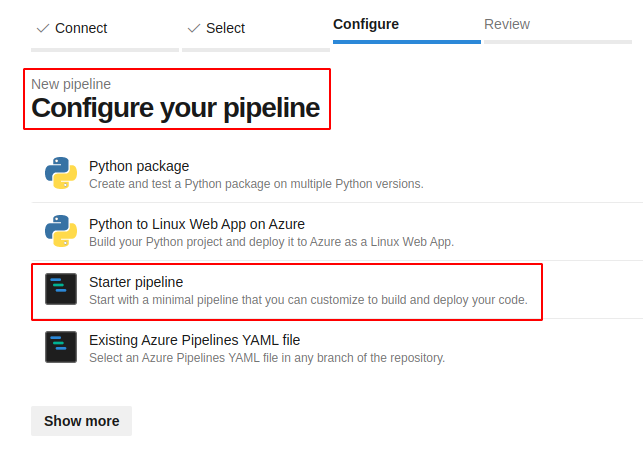 Connect
Select
Configure
Review
New pipeline
Configure your pipeline
Python package
Create and test a Python package on multiple Python versions.
Python to Linux Web App on Azure
Build your Python project and deploy it to Azure as a Linux Web App.
Starter pipeline
Start with a minimal pipeline that you can customize to build and deploy your code.
Existing Azure Pipelines YAML file
Select an Azure Pipelines YAML file in any branch of the repository.
Show more